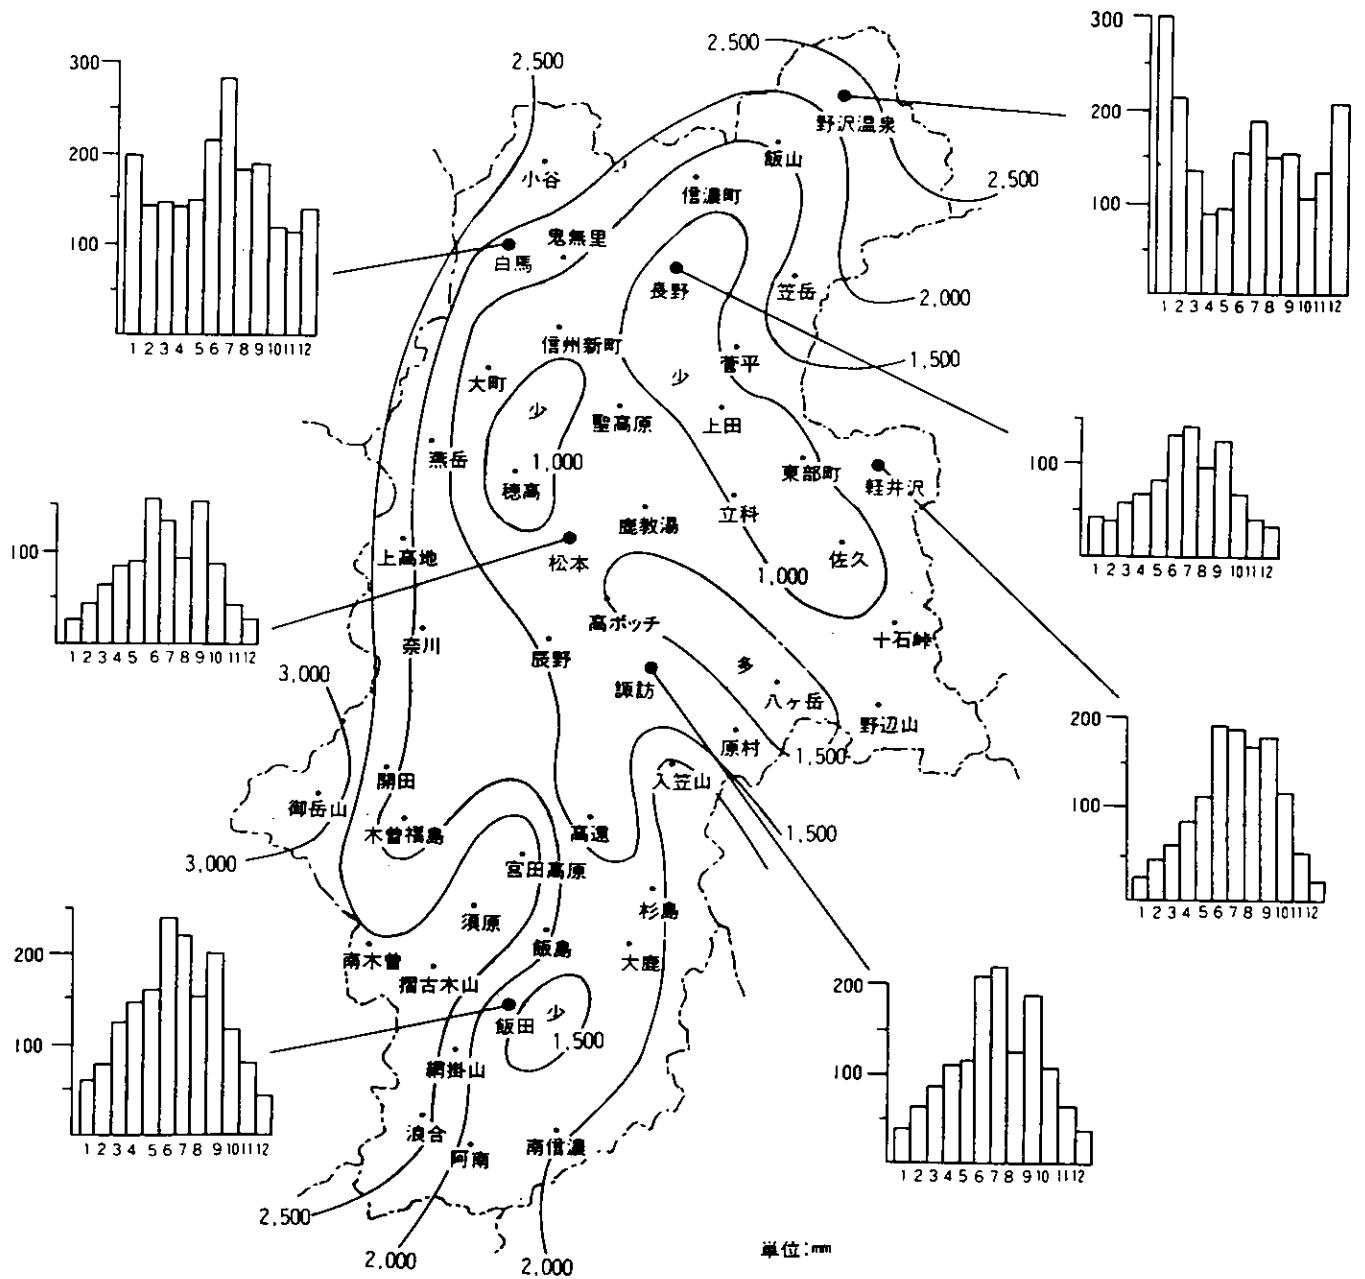 300
200
100
1 2 3 4 5 6 7 8 9 10 11 12
2,500
2,500
300
200
100
1 2 3 4 5 6 7 8 9 10 11 12
野沢温泉
飯山
小谷
信濃町
2,500
鬼無里
白馬
長野
笠岳
2,000
信州新町
菅平
1,500
大町
少
少
聖高原
上田
燕岳
1,000
東部町
軽井沢
穂高
100
1 2 3 4 5 6 7 8 9 10 11 12
立科
鹿教湯
100
1 2 3 4 5 6 7 8 9 10 11 12
上高地
松本
佐久
1,000
高ボッチ
十石峠
奈川
辰野
3,000
多
諏訪
八ヶ岳
野辺山
原村
1,500
開田
入笠山
御岳山
木曽福島
高遠
1,500
3,000
宮田高原
200
100
1 2 3 4 5 6 7 8 9 10 11 12
須原
杉島
飯島
南木曽
大鹿
摺古木山
200
100
1 2 3 4 5 6 7 8 9 10 11 12
飯田
少
1,500
網掛山
200
100
1 2 3 4 5 6 7 8 9 10 11 12
浪合
阿南
南信濃
2,500
2,000
2,000
単位:mm